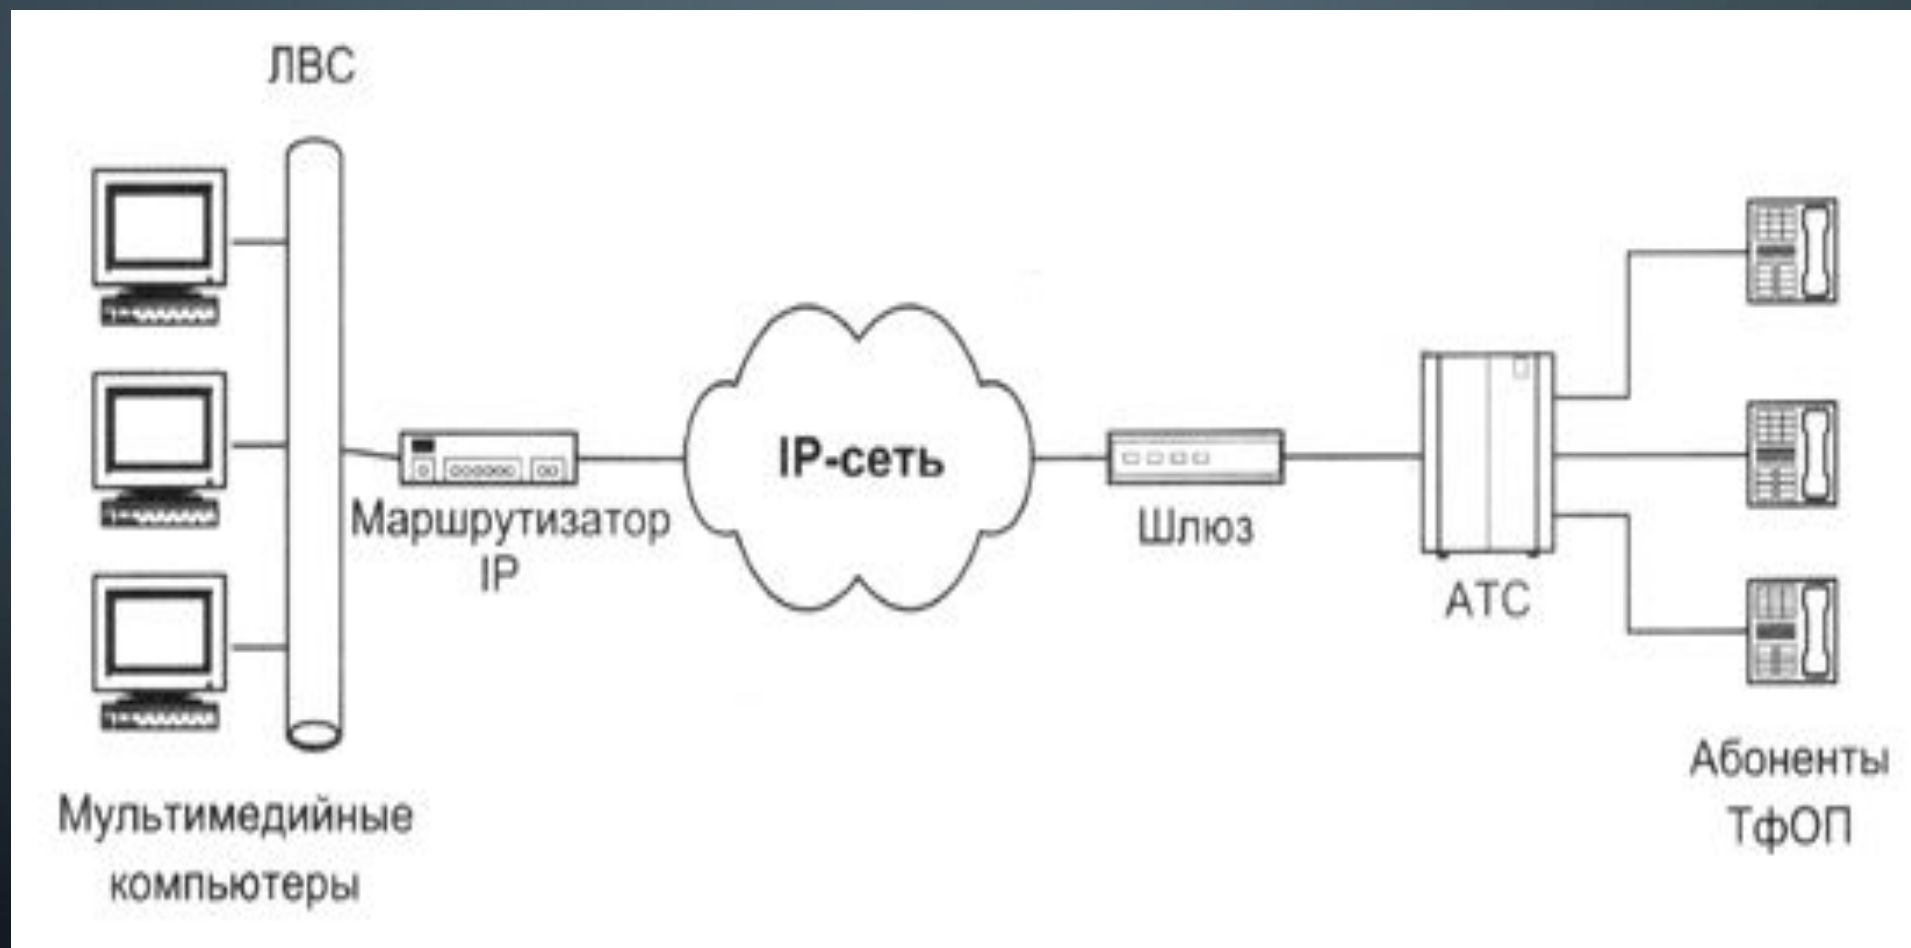 ЛВС
Маршрутизатор
IP
IP-сеть
Шлюз
АТС
Мультимедийные
компьютеры
Абоненты
ТфОП